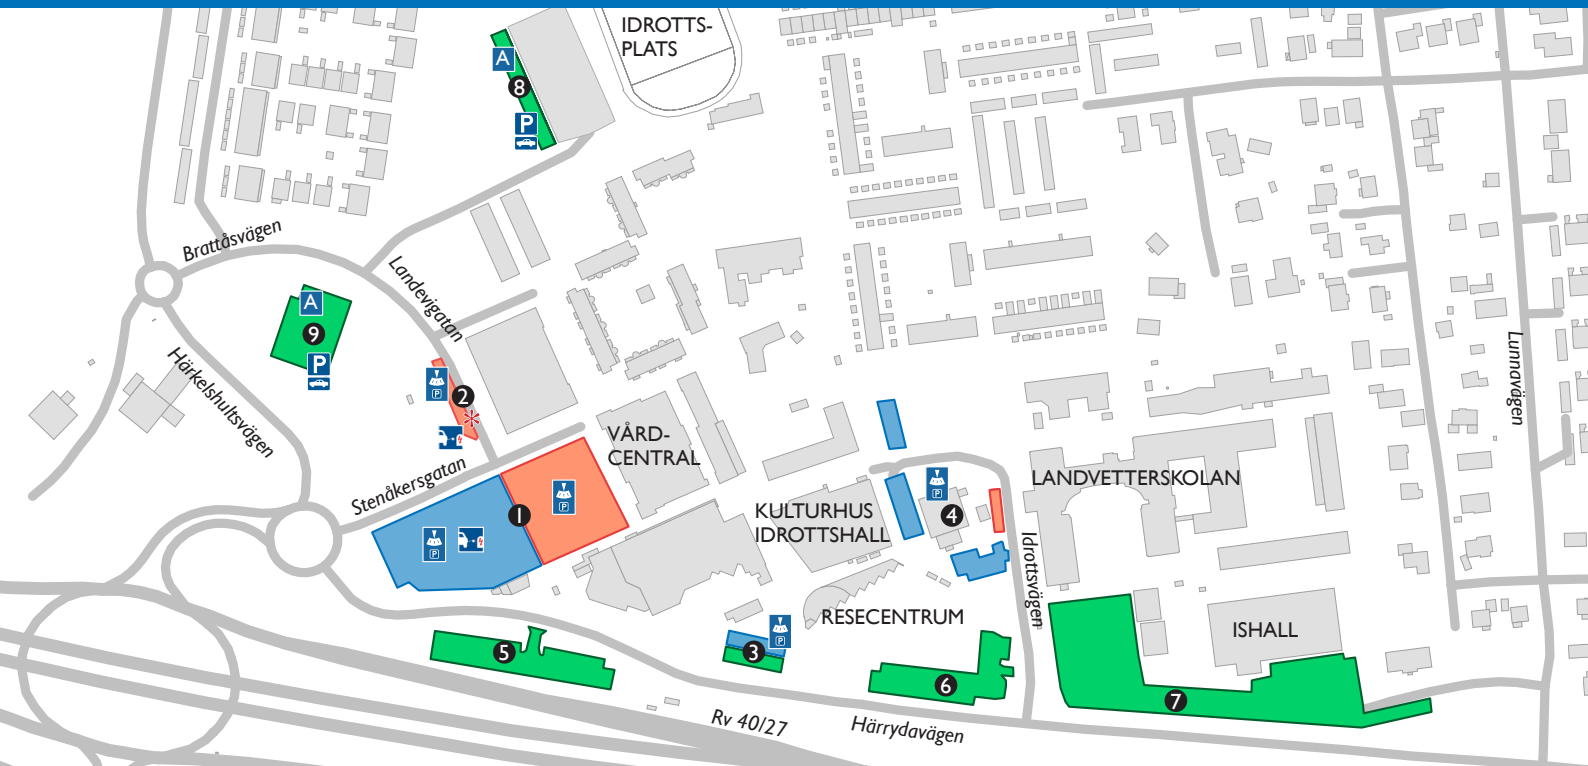 IDROTTS-
PLATS
A
8
P
Brattåsvägen
Landevigatan
A
9
P
Härkelshultsvägen
P
2
*
Lunnavägen
VÅRD-
CENTRAL
Stenåkersgatan
P
1
P
P
4
LANDVETTERSKOLAN
KULTURHUS
IDROTTSHALL
Idrottsvägen
RESECENTRUM
ISHALL
P
3
5
6
7
Rv 40/27
Härrydavägen